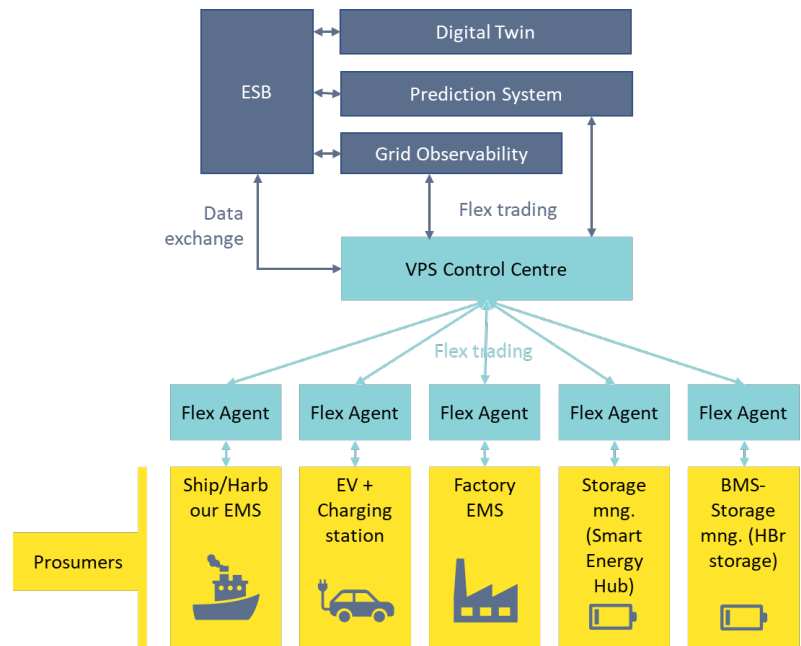 Digital Twin
ESB
Prediction System
Grid Observability
Data
exchange
Flex trading
VPS Control Centre
Flex trading
Flex Agent
Flex Agent
Flex Agent
Flex Agent
Flex Agent
Prosumers
Ship/Harb
our EMS
EV +
Charging
station
Factory
EMS
Storage
mng.
(Smart
Energy
Hub)
BMS-
Storage
mng. (HBr
storage)